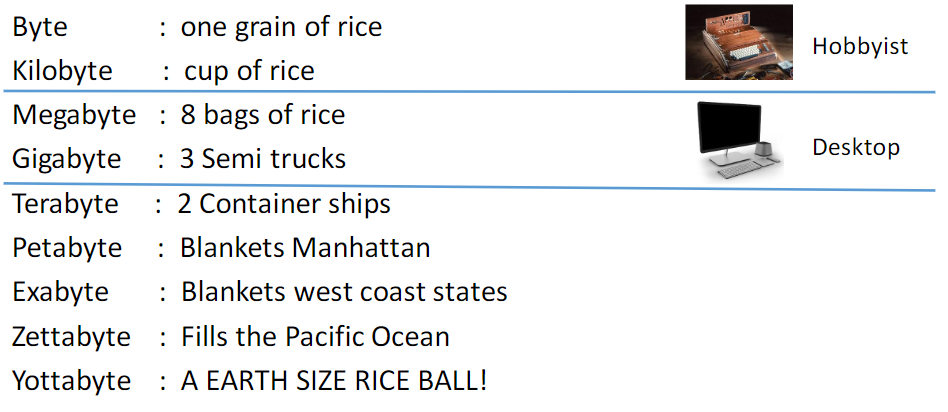 Byte : one grain of rice
Hobbyist
Kilobyte : cup of rice
Megabyte : 8 bags of rice
Desktop
Gigabyte : 3 Semi trucks
Terabyte : 2 Container ships
Petabyte : Blankets Manhattan
Exabyte : Blankets west coast states
Zettabyte : Fills the Pacific Ocean
Yottabyte : A EARTH SIZE RICE BALL!